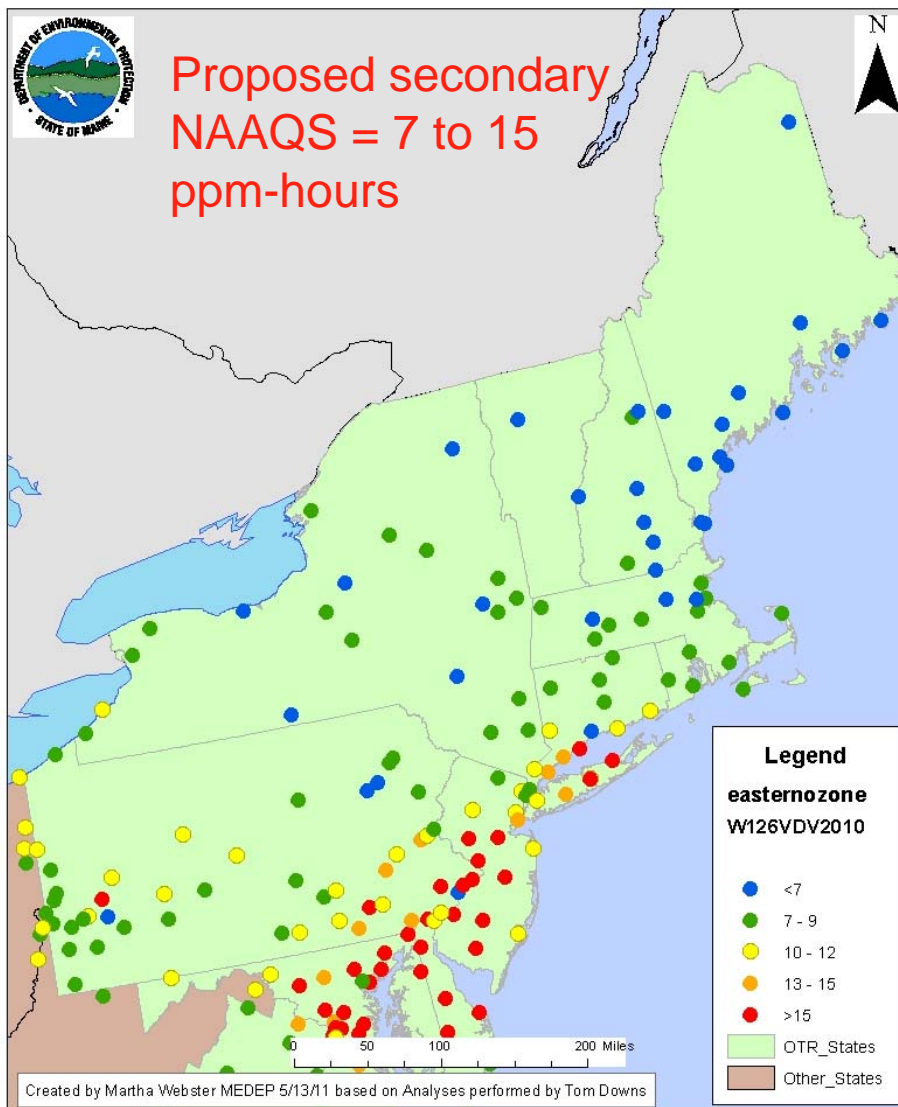 DEPARTMENT OF ENVIRONMENTAL PROTECTION
STATE OF MAINE
Proposed secondary
NAAQS = 7 to 15
ppm-hours
N
Legend
easternozone
W126VDV2010
<7
7 - 9
10 - 12
13 - 15
>15
OTR_States
Other_States
0 50 100 200 Miles
Created by Martha Webster MEDEP 5/13/11 based on Analyses performed by Tom Downs